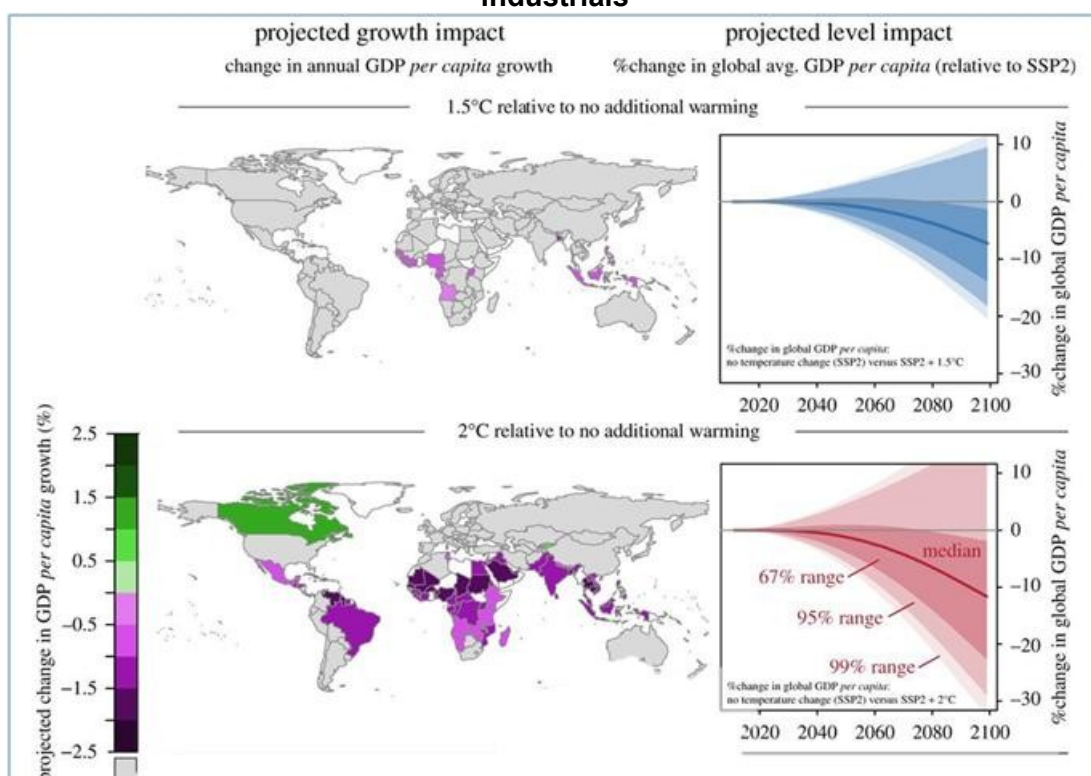 industrials
projected growth impact
change in annual GDP per capita growth
projected level impact
%change in global avg. GDP per capita (relative to SSP2)
1.5°C relative to no additional warming
10
0
−10
−20
−30
%change in global GDP per capita
%change in global GDP per capita:
no temperature change (SSP2) versus SSP2 + 1.5°C
2020 2040 2060 2080 2100
2°C relative to no additional warming
projected change in GDP per capita growth (%)
2.5
1.5
0.5
−0.5
−1.5
−2.5
10
0
−10
−20
−30
%change in global GDP per capita
median
67% range
95% range
99% range
%change in global GDP per capita:
no temperature change (SSP2) versus SSP2 + 2°C
2020 2040 2060 2080 2100